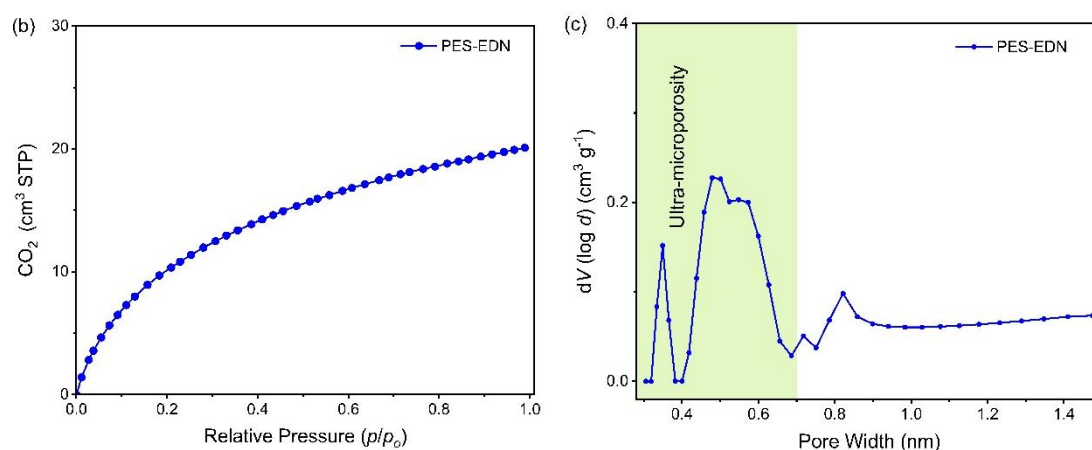 (b)
30
20
10
0
CO₂ (cm³ STP)
PES-EDN
0.0 0.2 0.4 0.6 0.8 1.0
Relative Pressure (p/pₒ)
(c)
0.4
0.2
0.0
dV (log d) (cm³ g⁻¹)
Ultra-microporosity
PES-EDN
0.4 0.6 0.8 1.0 1.2 1.4
Pore Width (nm)